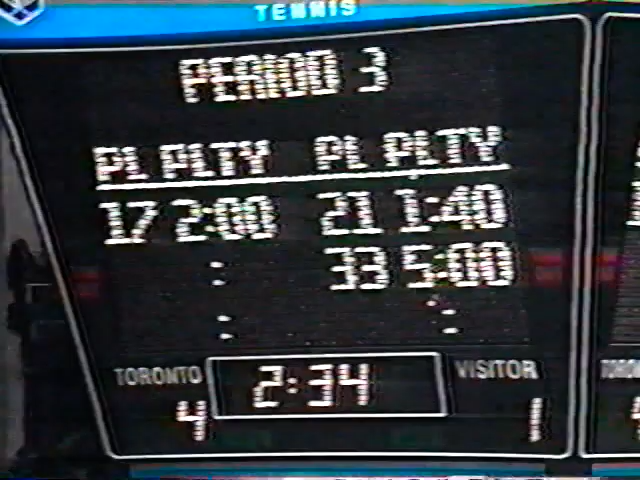 TENNIS
PERIOD 3
PL PLTY PL PLTY
17 2:00 21 1:40
: 33 5:00
: :
TORONTO 2:34 VISITOR
4 1